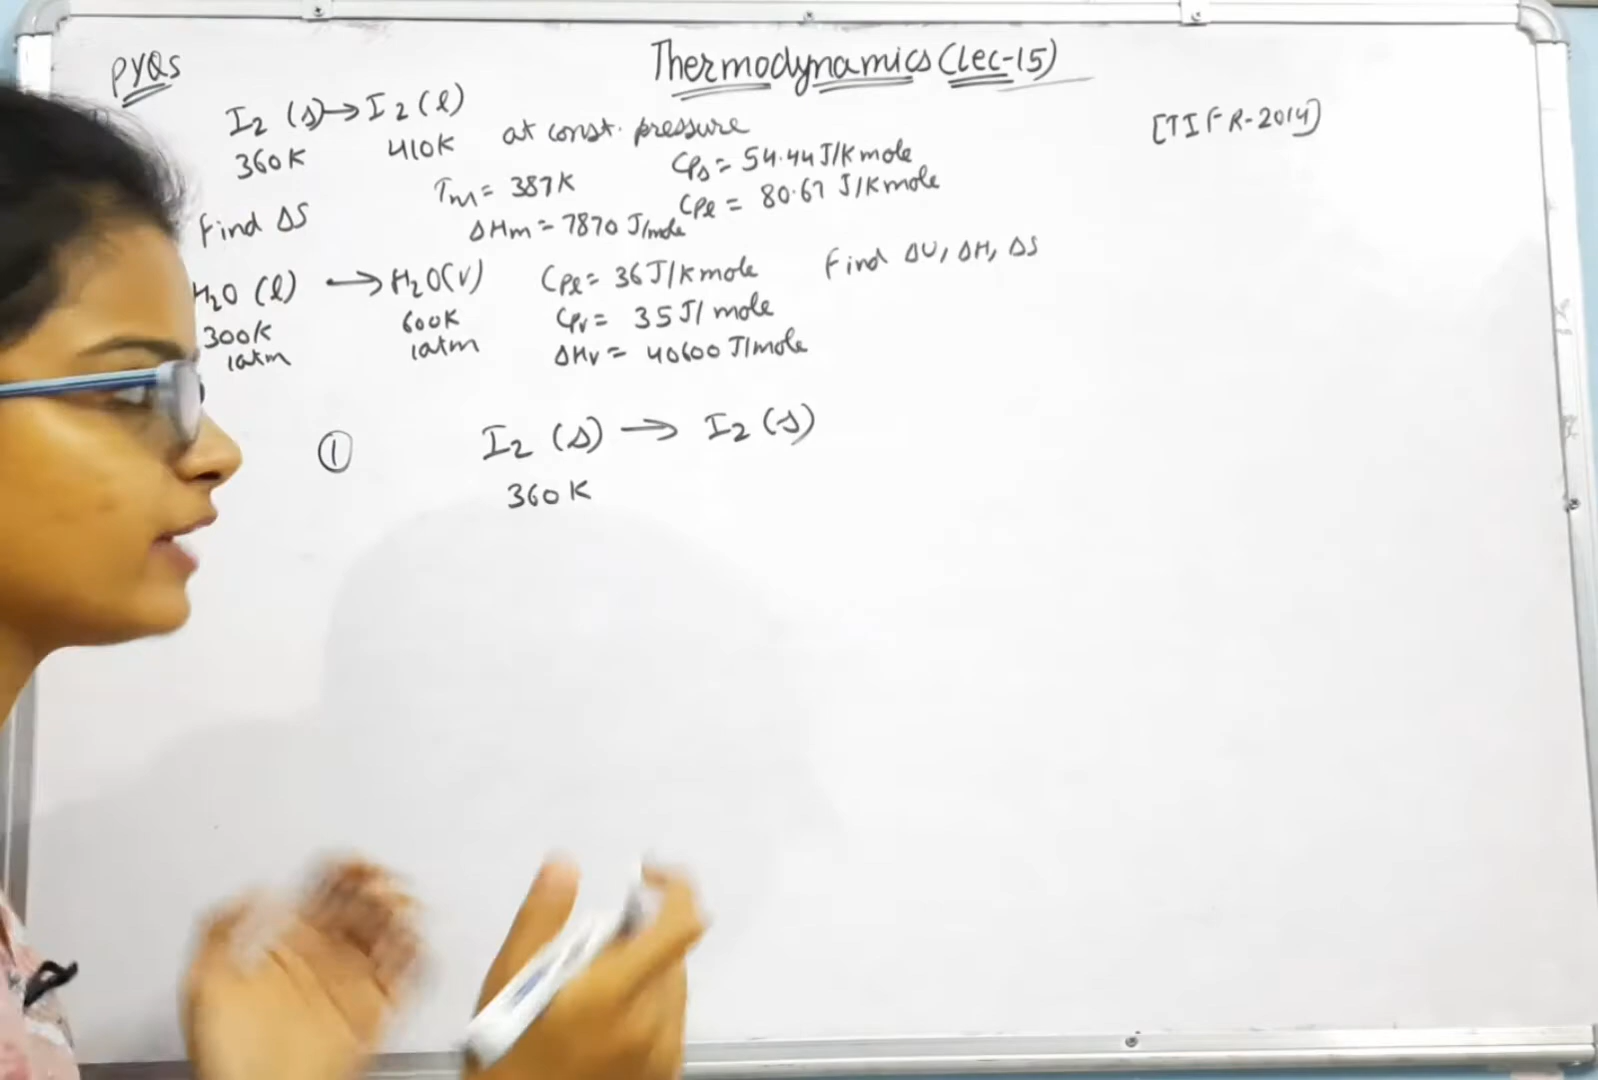 PYQs
Thermodynamics (Lec-15)
I2 (s) → I2 (l)
360K 410K at const. pressure
[TIFR-2014]
Tm = 387K Cps = 54.44 J/K mole
Find ΔS ΔHm = 7870 J/mole Cpl = 80.67 J/K mole
H2O (l) → H2O(v) Cpl = 36 J/K mole Find ΔU, ΔH, ΔS
300K 600K Cpv = 35 J/mole
1atm 1atm ΔHv = 40600 J/mole
① I2 (s) → I2 (s)
360 K